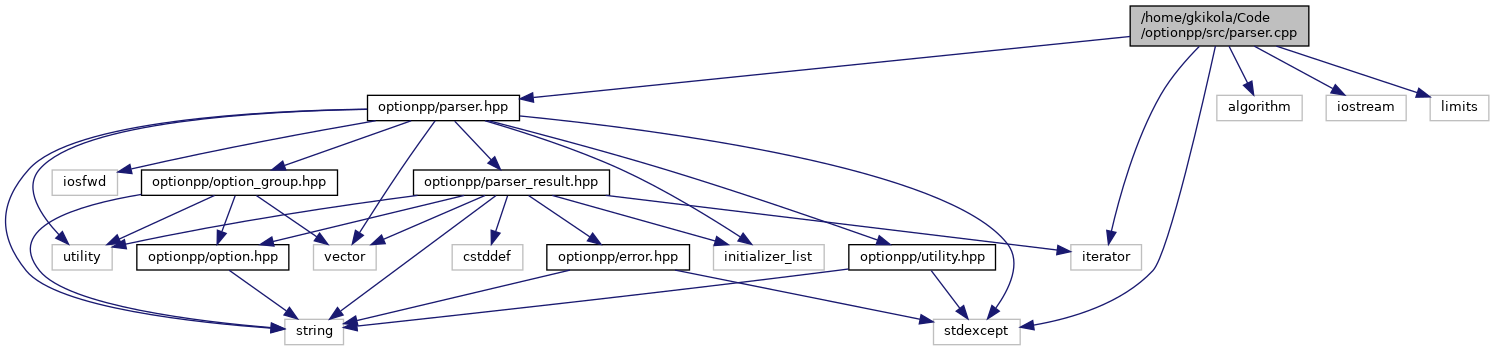 /home/gkikola/Code
/optionpp/src/parser.cpp
optionpp/parser.hpp
algorithm
iostream
limits
iosfwd
optionpp/option_group.hpp
optionpp/parser_result.hpp
utility
optionpp/option.hpp
vector
cstddef
optionpp/error.hpp
initializer_list
optionpp/utility.hpp
iterator
string
stdexcept